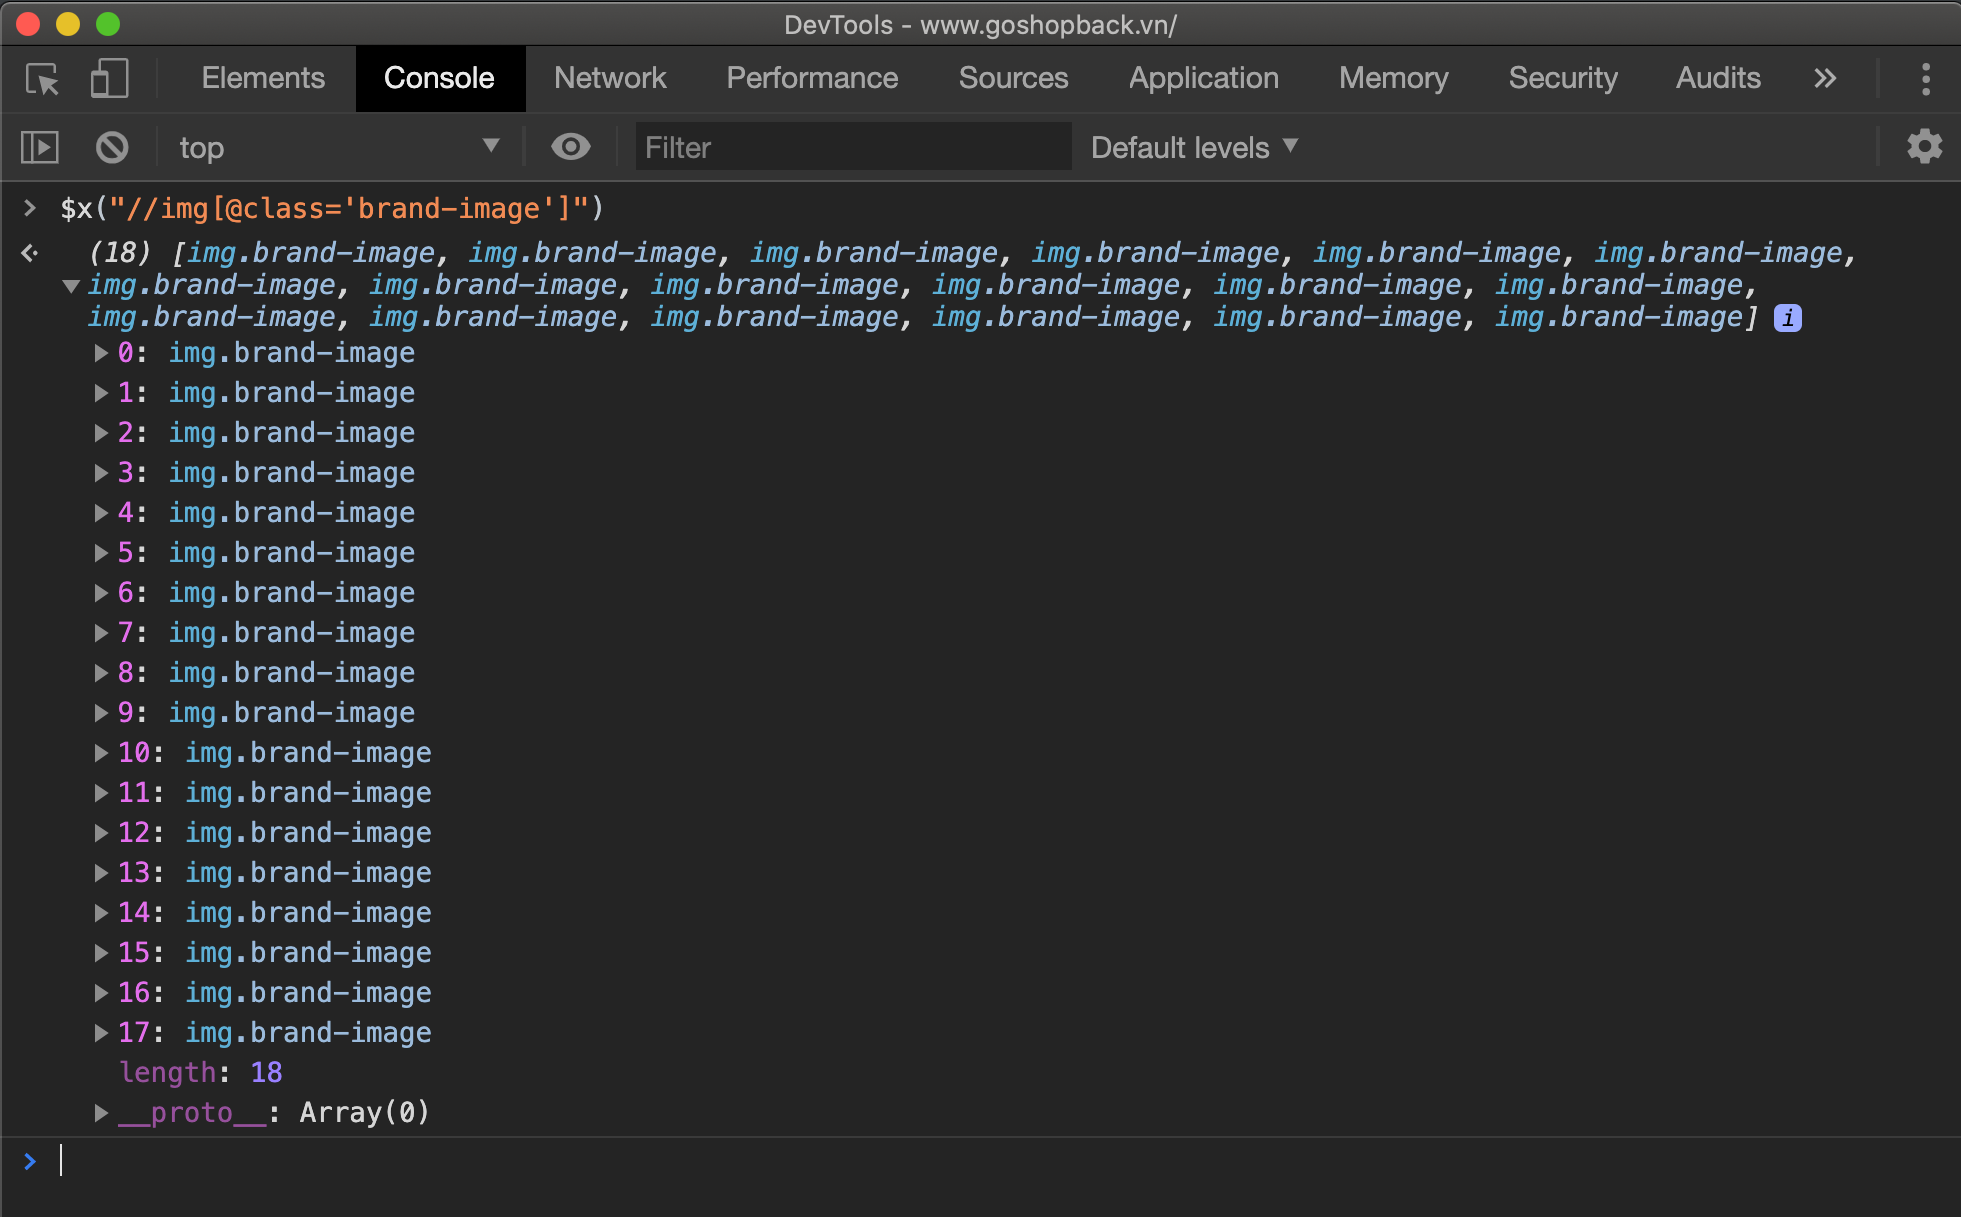 DevTools - www.goshopback.vn/
Elements Console Network Performance Sources Application Memory Security Audits »
top ▼ Filter Default levels ▼
> $x("//img[@class='brand-image']")
(18) [img.brand-image, img.brand-image, img.brand-image, img.brand-image, img.brand-image, img.brand-image,
img.brand-image, img.brand-image, img.brand-image, img.brand-image, img.brand-image, img.brand-image,
img.brand-image, img.brand-image, img.brand-image, img.brand-image, img.brand-image, img.brand-image] i
0: img.brand-image
1: img.brand-image
2: img.brand-image
3: img.brand-image
4: img.brand-image
5: img.brand-image
6: img.brand-image
7: img.brand-image
8: img.brand-image
9: img.brand-image
10: img.brand-image
11: img.brand-image
12: img.brand-image
13: img.brand-image
14: img.brand-image
15: img.brand-image
16: img.brand-image
17: img.brand-image
length: 18
__proto__: Array(0)
>